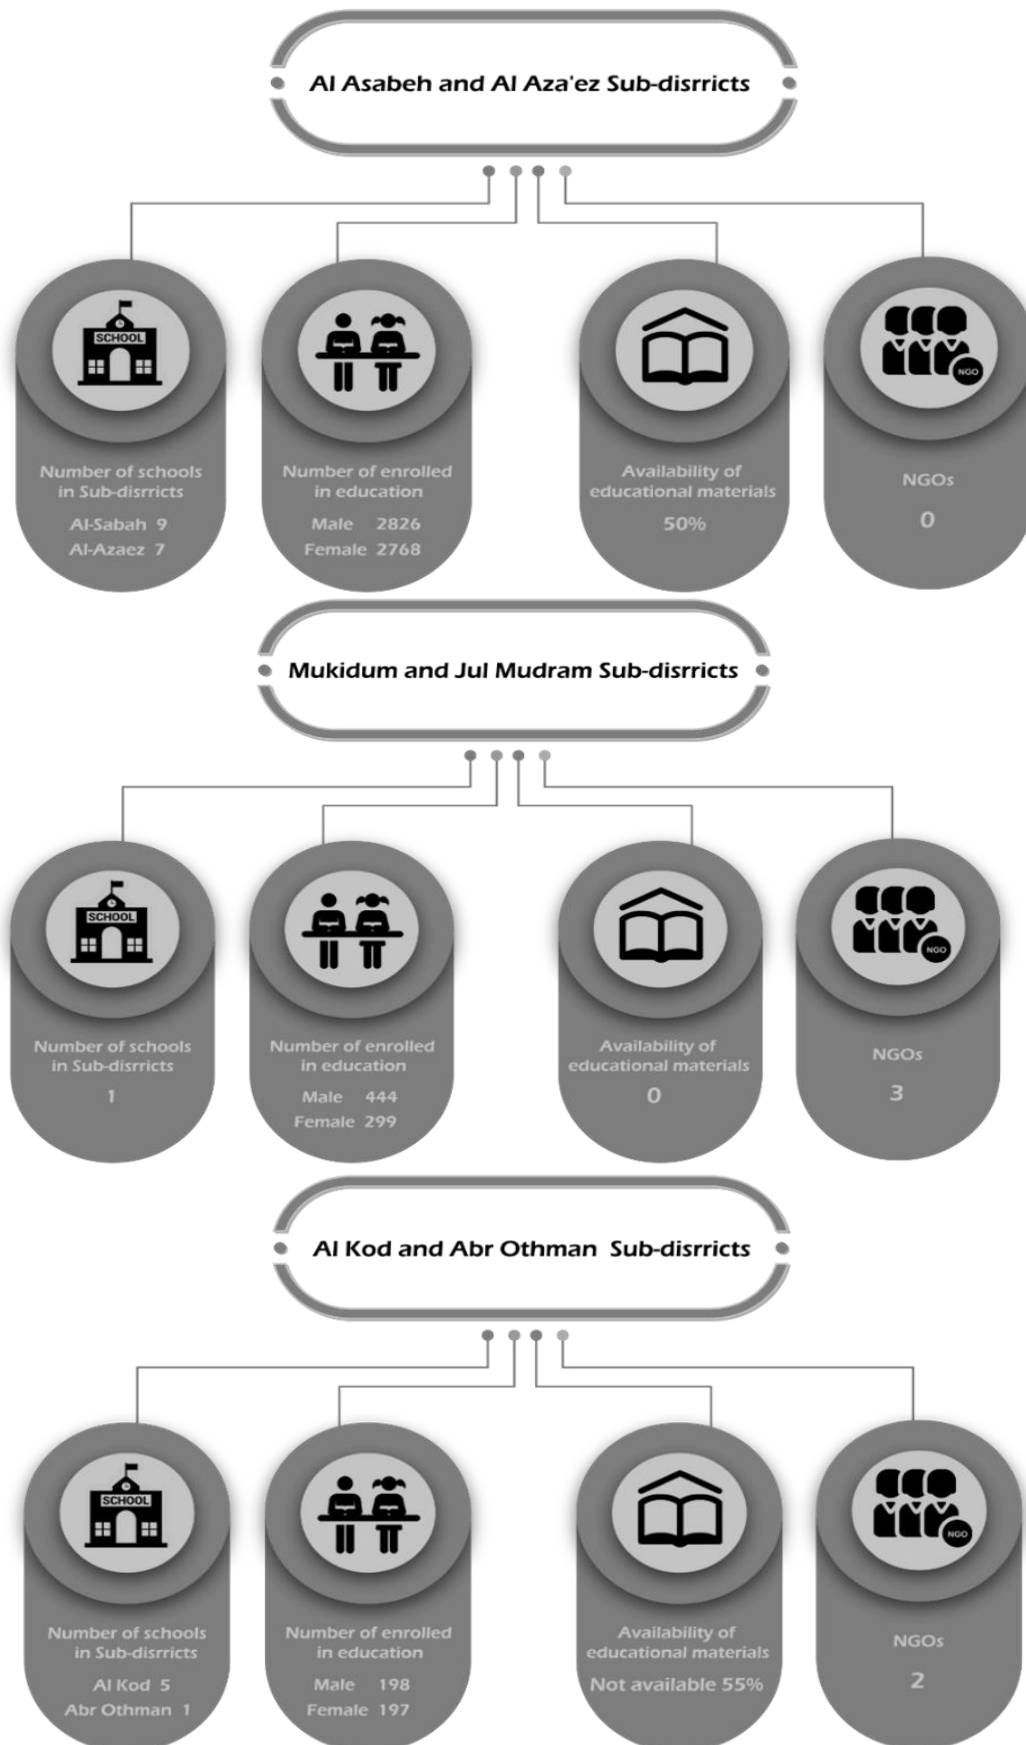 Al Asabeh and Al Aza'ez Sub-disrricts
SCHOOL
NGO
Number of schools
in Sub-disrricts
Al-Sabah 9
Al-Azaez 7
Number of enrolled
in education
Male 2826
Female 2768
Availability of
educational materials
50%
NGOs
0
Mukidum and Jul Mudram Sub-disrricts
SCHOOL
NGO
Number of schools
in Sub-disrricts
1
Number of enrolled
in education
Male 444
Female 299
Availability of
educational materials
0
NGOs
3
Al Kod and Abr Othman Sub-disrricts
SCHOOL
NGO
Number of schools
in Sub-disrricts
Al Kod 5
Abr Othman 1
Number of enrolled
in education
Male 198
Female 197
Availability of
educational materials
Not available 55%
NGOs
2